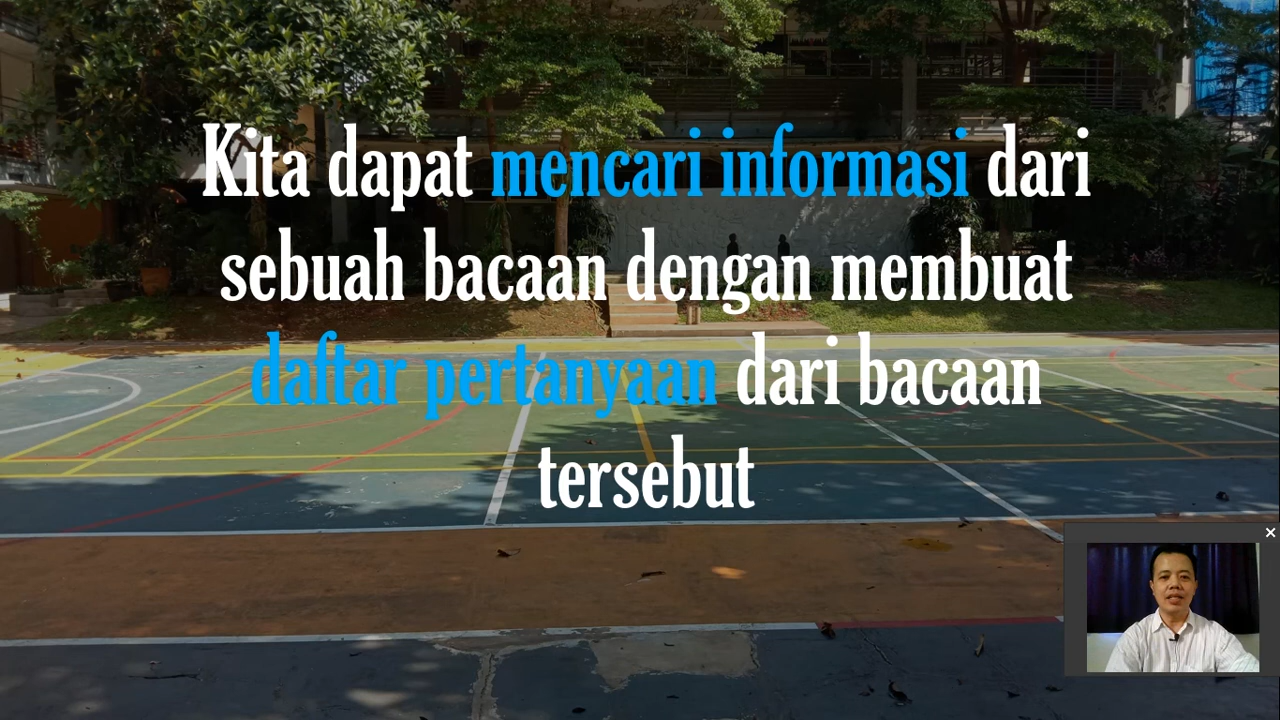 Kita dapat mencari informasi dari
sebuah bacaan dengan membuat
daftar pertanyaan dari bacaan
tersebut